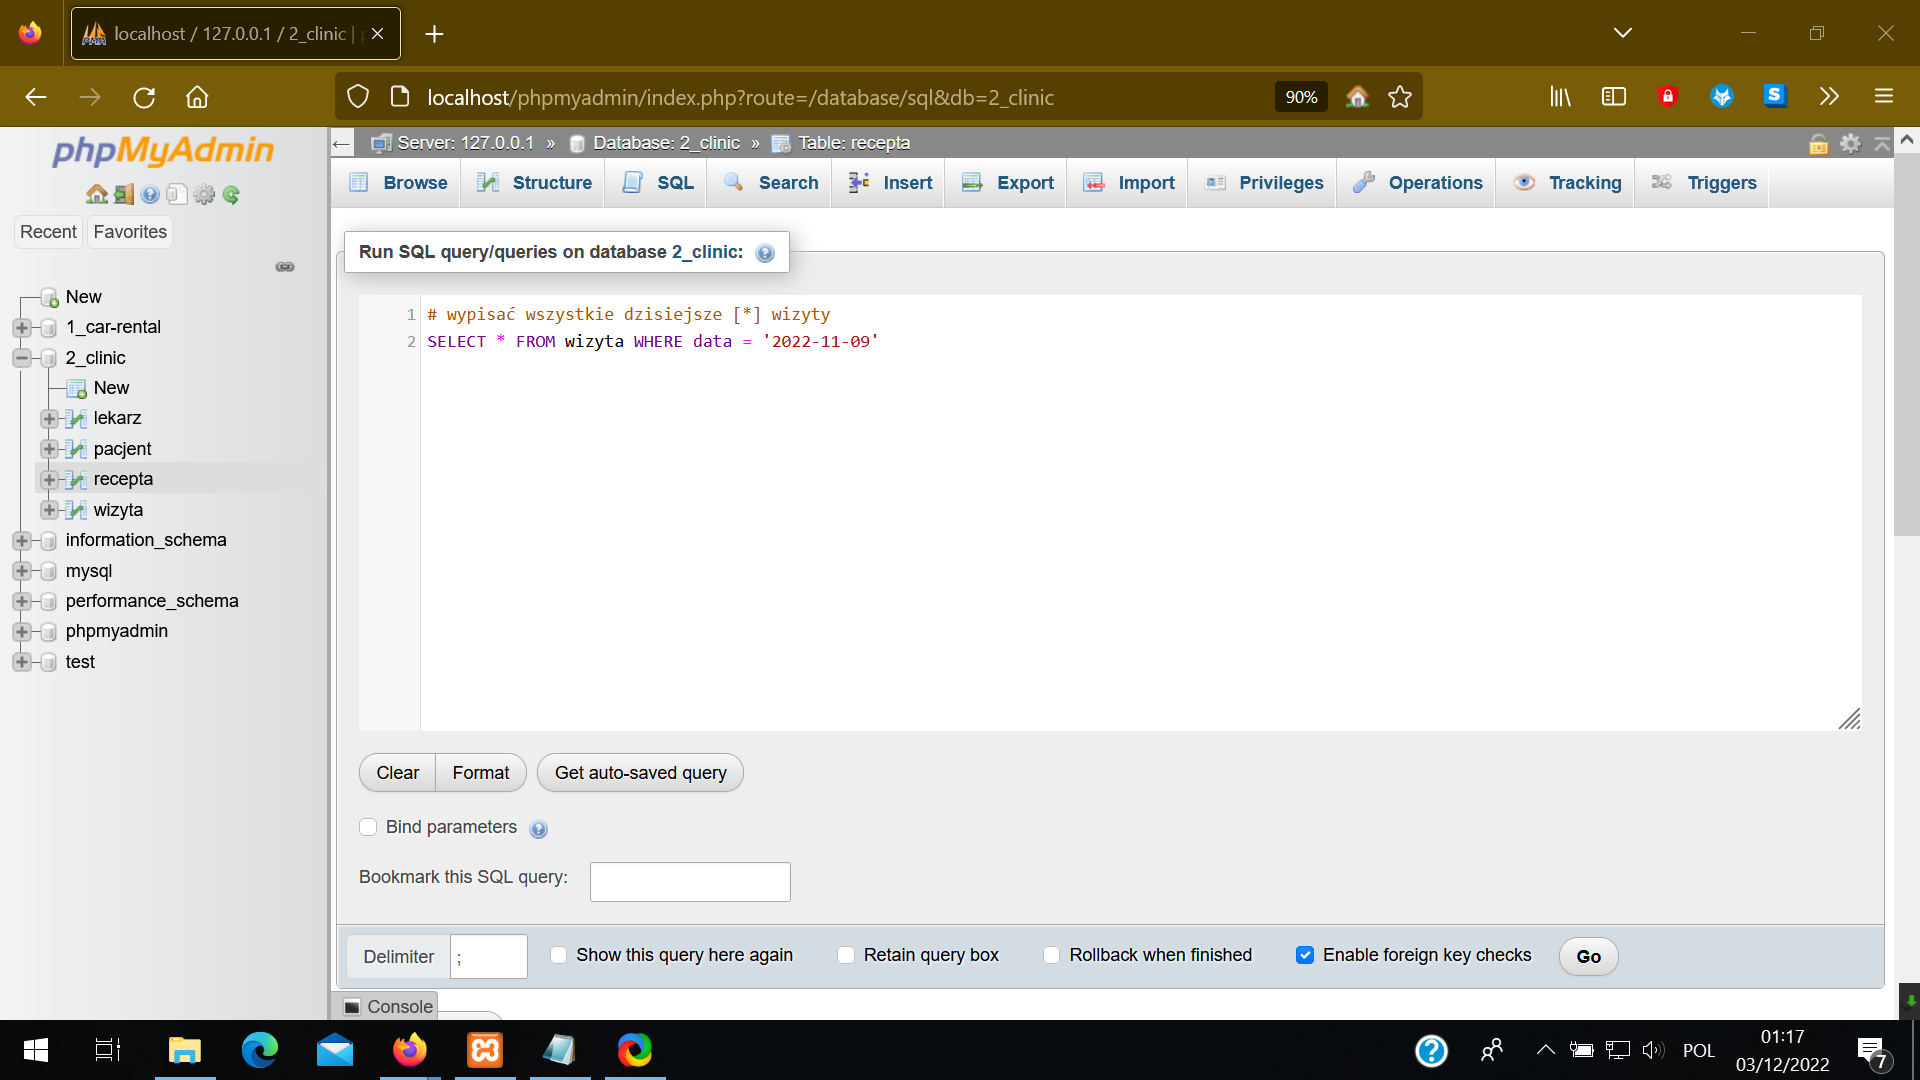 localhost / 127.0.0.1 / 2_clinic |
localhost/phpmyadmin/index.php?route=/database/sql&db=2_clinic
90%
phpMyAdmin
Recent
Favorites
New
1_car-rental
2_clinic
New
lekarz
pacjent
recepta
wizyta
information_schema
mysql
performance_schema
phpmyadmin
test
Server: 127.0.0.1 » Database: 2_clinic » Table: recepta
Browse
Structure
SQL
Search
Insert
Export
Import
Privileges
Operations
Tracking
Triggers
Run SQL query/queries on database 2_clinic:
1 # wypisać wszystkie dzisiejsze [*] wizyty
2 SELECT * FROM wizyta WHERE data = '2022-11-09'
Clear
Format
Get auto-saved query
Bind parameters
Bookmark this SQL query:
Delimiter
;
Show this query here again
Retain query box
Rollback when finished
Enable foreign key checks
Go
Console
POL
01:17
03/12/2022
7